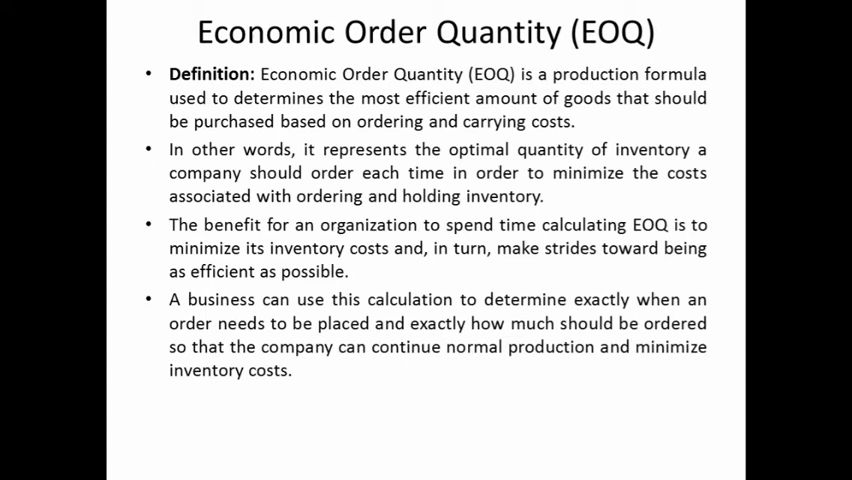 Economic Order Quantity (EOQ)
• Definition: Economic Order Quantity (EOQ) is a production formula
used to determines the most efficient amount of goods that should
be purchased based on ordering and carrying costs.
• In other words, it represents the optimal quantity of inventory a
company should order each time in order to minimize the costs
associated with ordering and holding inventory.
• The benefit for an organization to spend time calculating EOQ is to
minimize its inventory costs and, in turn, make strides toward being
as efficient as possible.
• A business can use this calculation to determine exactly when an
order needs to be placed and exactly how much should be ordered
so that the company can continue normal production and minimize
inventory costs.